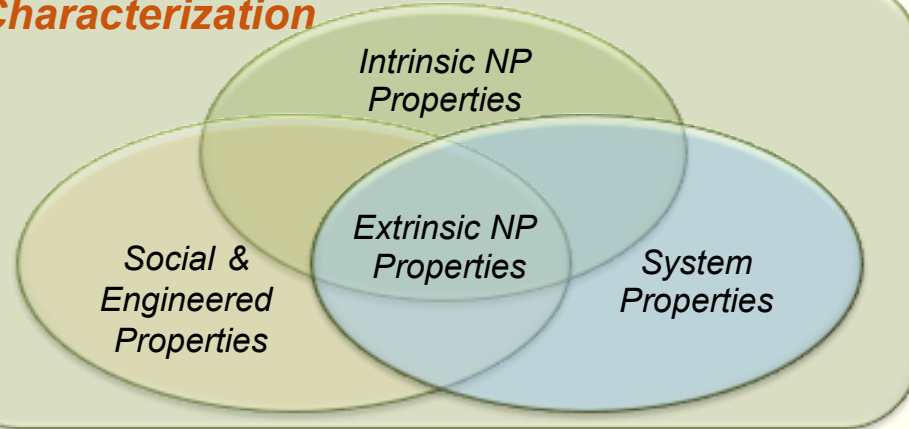 Characterization
Intrinsic NP
Properties
Extrinsic NP
Properties
Social &
Engineered
Properties
System
Properties